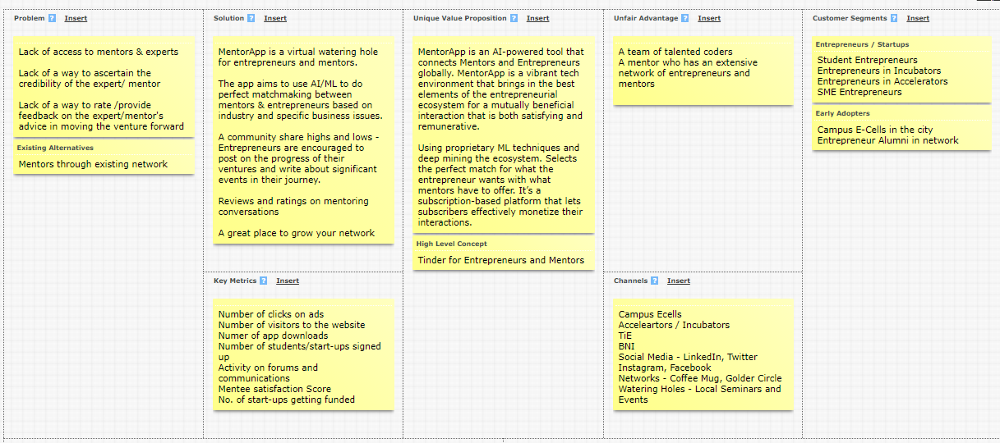 Problem ? Insert
Lack of access to mentors & experts
Lack of a way to ascertain the
credibility of the expert/ mentor
Lack of a way to rate /provide
feedback on the expert/mentor's
advice in moving the venture forward
Existing Alternatives
Mentors through existing network
Solution ? Insert
MentorApp is a virtual watering hole
for entrepreneurs and mentors.
The app aims to use AI/ML to do
perfect matchmaking between
mentors & entrepreneurs based on
industry and specific business issues.
A community share highs and lows -
Entrepreneurs are encouraged to
post on the progress of their
ventures and write about significant
events in their journey.
Reviews and ratings on mentoring
conversations
A great place to grow your network
Key Metrics ? Insert
Number of clicks on ads
Number of visitors to the website
Numer of app downloads
Number of students/start-ups signed
up
Activity on forums and
communications
Mentee satisfaction Score
No. of start-ups getting funded
Unique Value Proposition ? Insert
MentorApp is an AI-powered tool that
connects Mentors and Entrepreneurs
globally. MentorApp is a vibrant tech
environment that brings in the best
elements of the entrepreneurial
ecosystem for a mutually beneficial
interaction that is both satisfying and
remunerative.
Using proprietary ML techniques and
deep mining the ecosystem. Selects
the perfect match for what the
entrepreneur wants with what
mentors have to offer. It's a
subscription-based platform that lets
subscribers effectively monetize their
interactions.
High Level Concept
Tinder for Entrepreneurs and Mentors
Unfair Advantage ? Insert
A team of talented coders
A mentor who has an extensive
network of entrepreneurs and
mentors
Channels ? Insert
Campus Ecells
Acceleartors / Incubators
TiE
BNI
Social Media - LinkedIn, Twitter
Instagram, Facebook
Networks - Coffee Mug, Golder Circle
Watering Holes - Local Seminars and
Events
Customer Segments ? Insert
Entrepreneurs / Startups
Student Entrepreneurs
Entrepreneurs in Incubators
Entrepreneurs in Accelerators
SME Entrepreneurs
Early Adopters
Campus E-Cells in the city
Entrepreneur Alumni in network